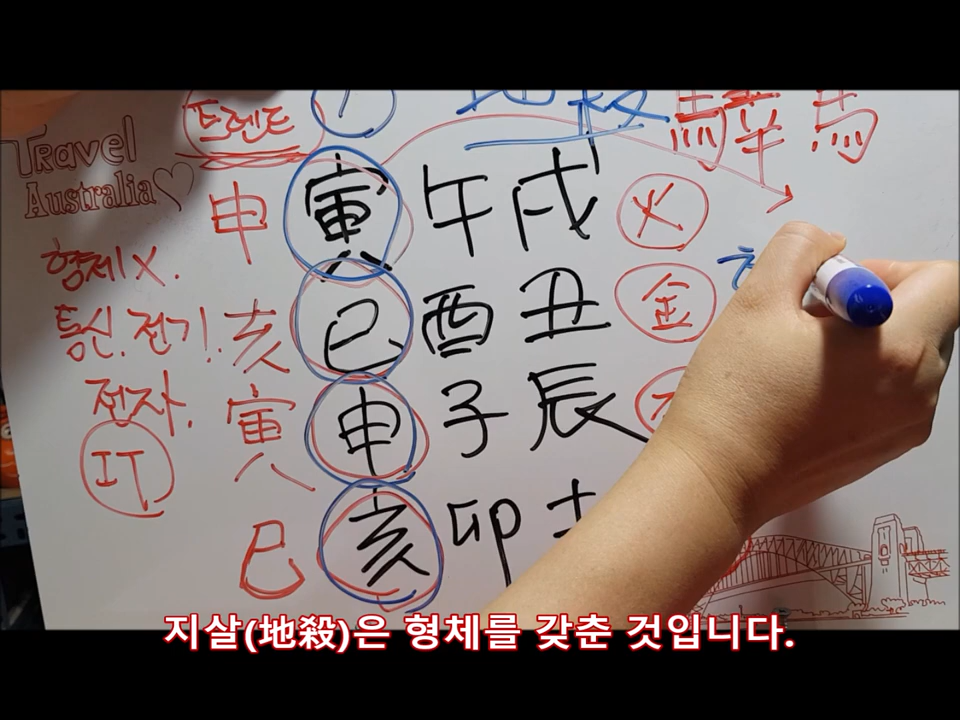 Travel
Australia
트렌드 1 地殺 驛馬
申 寅 午 戌 火
형체 X.
통신. 전기. 亥 巳 酉 丑 金
전자. 寅 申 子 辰
IT
巳 亥 卯
지살(地殺)은 형체를 갖춘 것입니다.